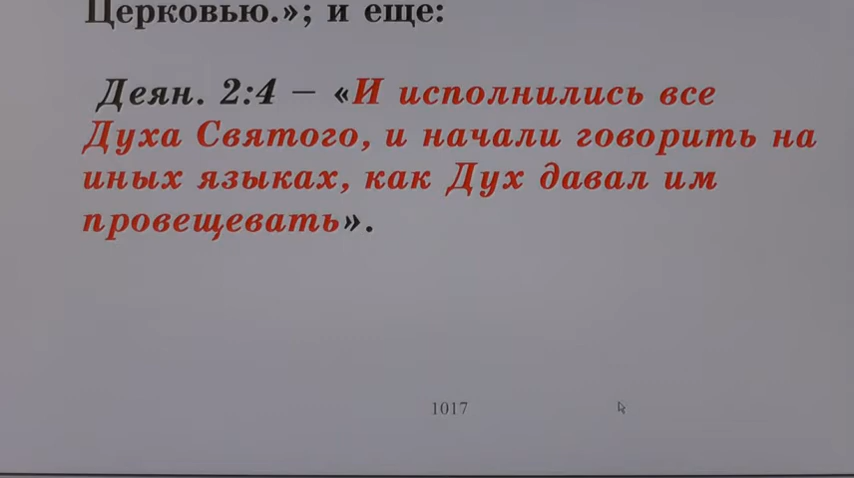 Церковью.»; и еще:
Деян. 2:4 – «И исполнились все
Духа Святого, и начали говорить на
иных языках, как Дух давал им
провещевать».
1017